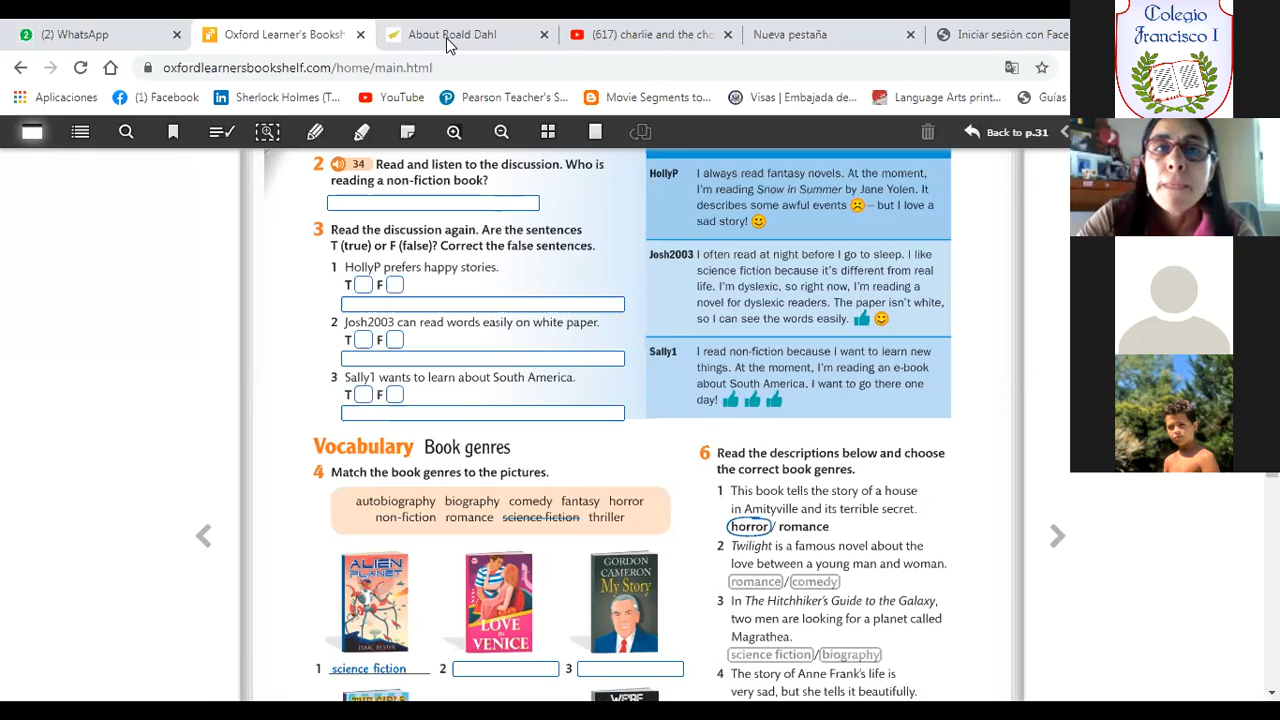 (2) WhatsApp
Oxford Learner's Booksh
About Roald Dahl
(617) charlie and the cho
Nueva pestaña
Iniciar sesión con Face
oxfordlearnersbookshelf.com/home/main.html
Aplicaciones
(1) Facebook
Sherlock Holmes (T...
YouTube
Pearson Teacher's S...
Movie Segments to...
Visas | Embajada de...
Language Arts print...
Guías
Back to p.31
Colegio
Francisco I
2 34 Read and listen to the discussion. Who is
reading a non-fiction book?
3 Read the discussion again. Are the sentences
T (true) or F (false)? Correct the false sentences.
1 HollyP prefers happy stories.
T F
2 Josh2003 can read words easily on white paper.
T F
3 Sally1 wants to learn about South America.
T F
HollyP I always read fantasy novels. At the moment,
I'm reading Snow in Summer by Jane Yolen. It
describes some awful events – but I love a
sad story!
Josh2003 I often read at night before I go to sleep. I like
science fiction because it's different from real
life. I'm dyslexic, so right now, I'm reading a
novel for dyslexic readers. The paper isn't white,
so I can see the words easily.
Sally1 I read non-fiction because I want to learn new
things. At the moment, I'm reading an e-book
about South America. I want to go there one
day!
Vocabulary Book genres
4 Match the book genres to the pictures.
autobiography biography comedy fantasy horror
non-fiction romance science fiction thriller
ALIEN
PLANET
ISAAC RESTER
LOVE
IN
VENICE
GORDON
CAMERON
My Story
1 science fiction 2 3
6 Read the descriptions below and choose
the correct book genres.
1 This book tells the story of a house
in Amityville and its terrible secret.
horror / romance
2 Twilight is a famous novel about the
love between a young man and woman.
romance / comedy
3 In The Hitchhiker's Guide to the Galaxy,
two men are looking for a planet called
Magrathea.
science fiction / biography
4 The story of Anne Frank's life is
very sad, but she tells it beautifully.